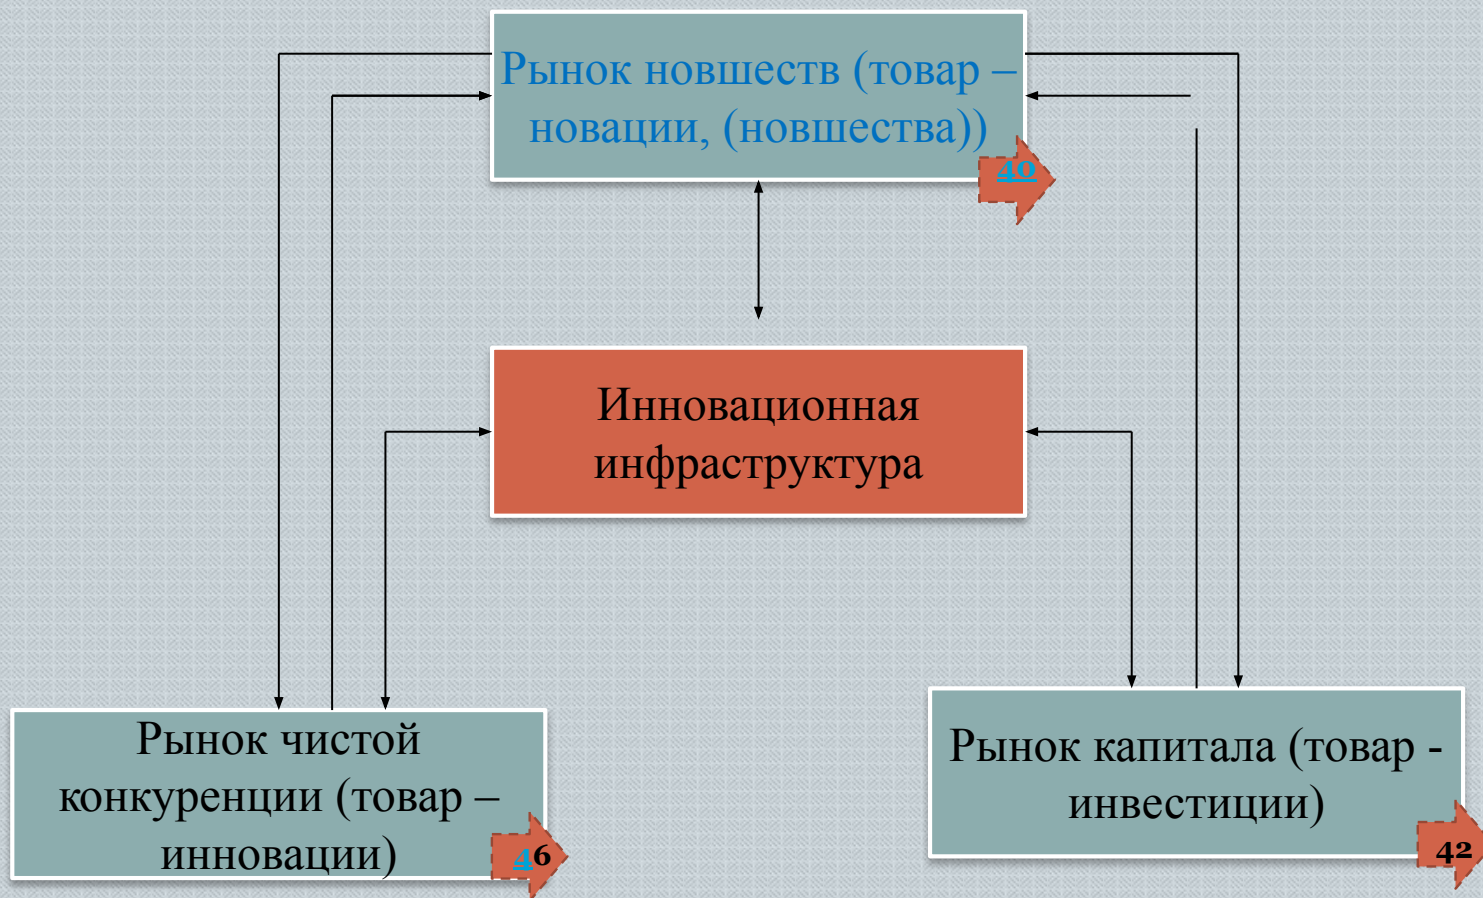 Рынок новшеств (товар –
новации, (новшества))
40
Инновационная
инфраструктура
Рынок чистой
конкуренции (товар –
инновации)
46
Рынок капитала (товар -
инвестиции)
42